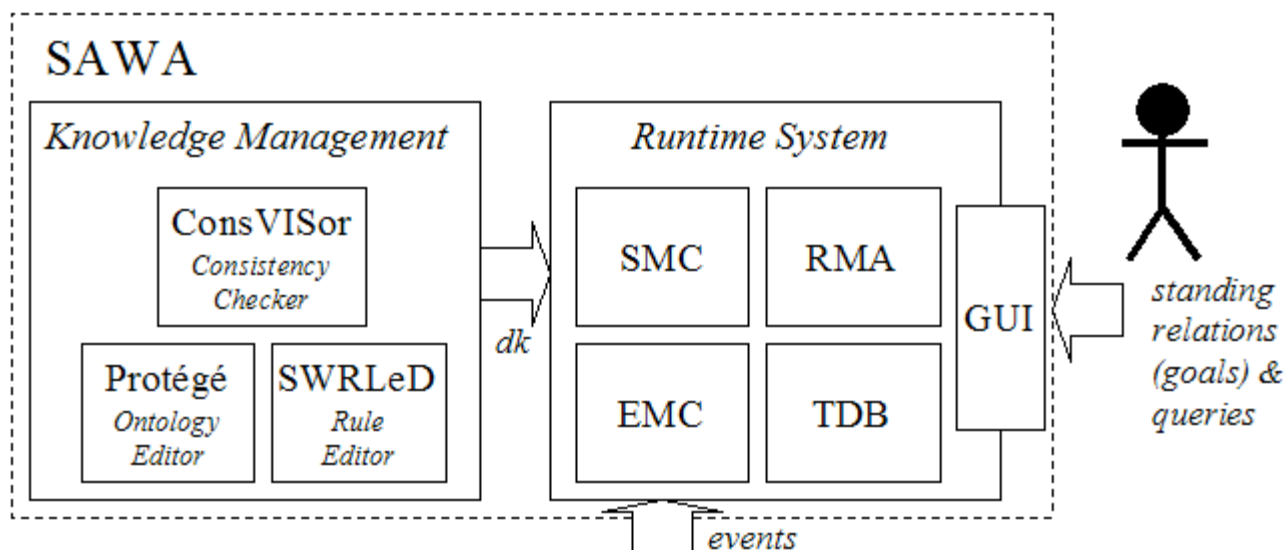 SAWA
Knowledge Management
ConsVISor
Consistency
Checker
Protégé
Ontology
Editor
SWRLeD
Rule
Editor
dk
Runtime System
SMC
RMA
EMC
TDB
GUI
standing
relations
(goals) &
queries
events